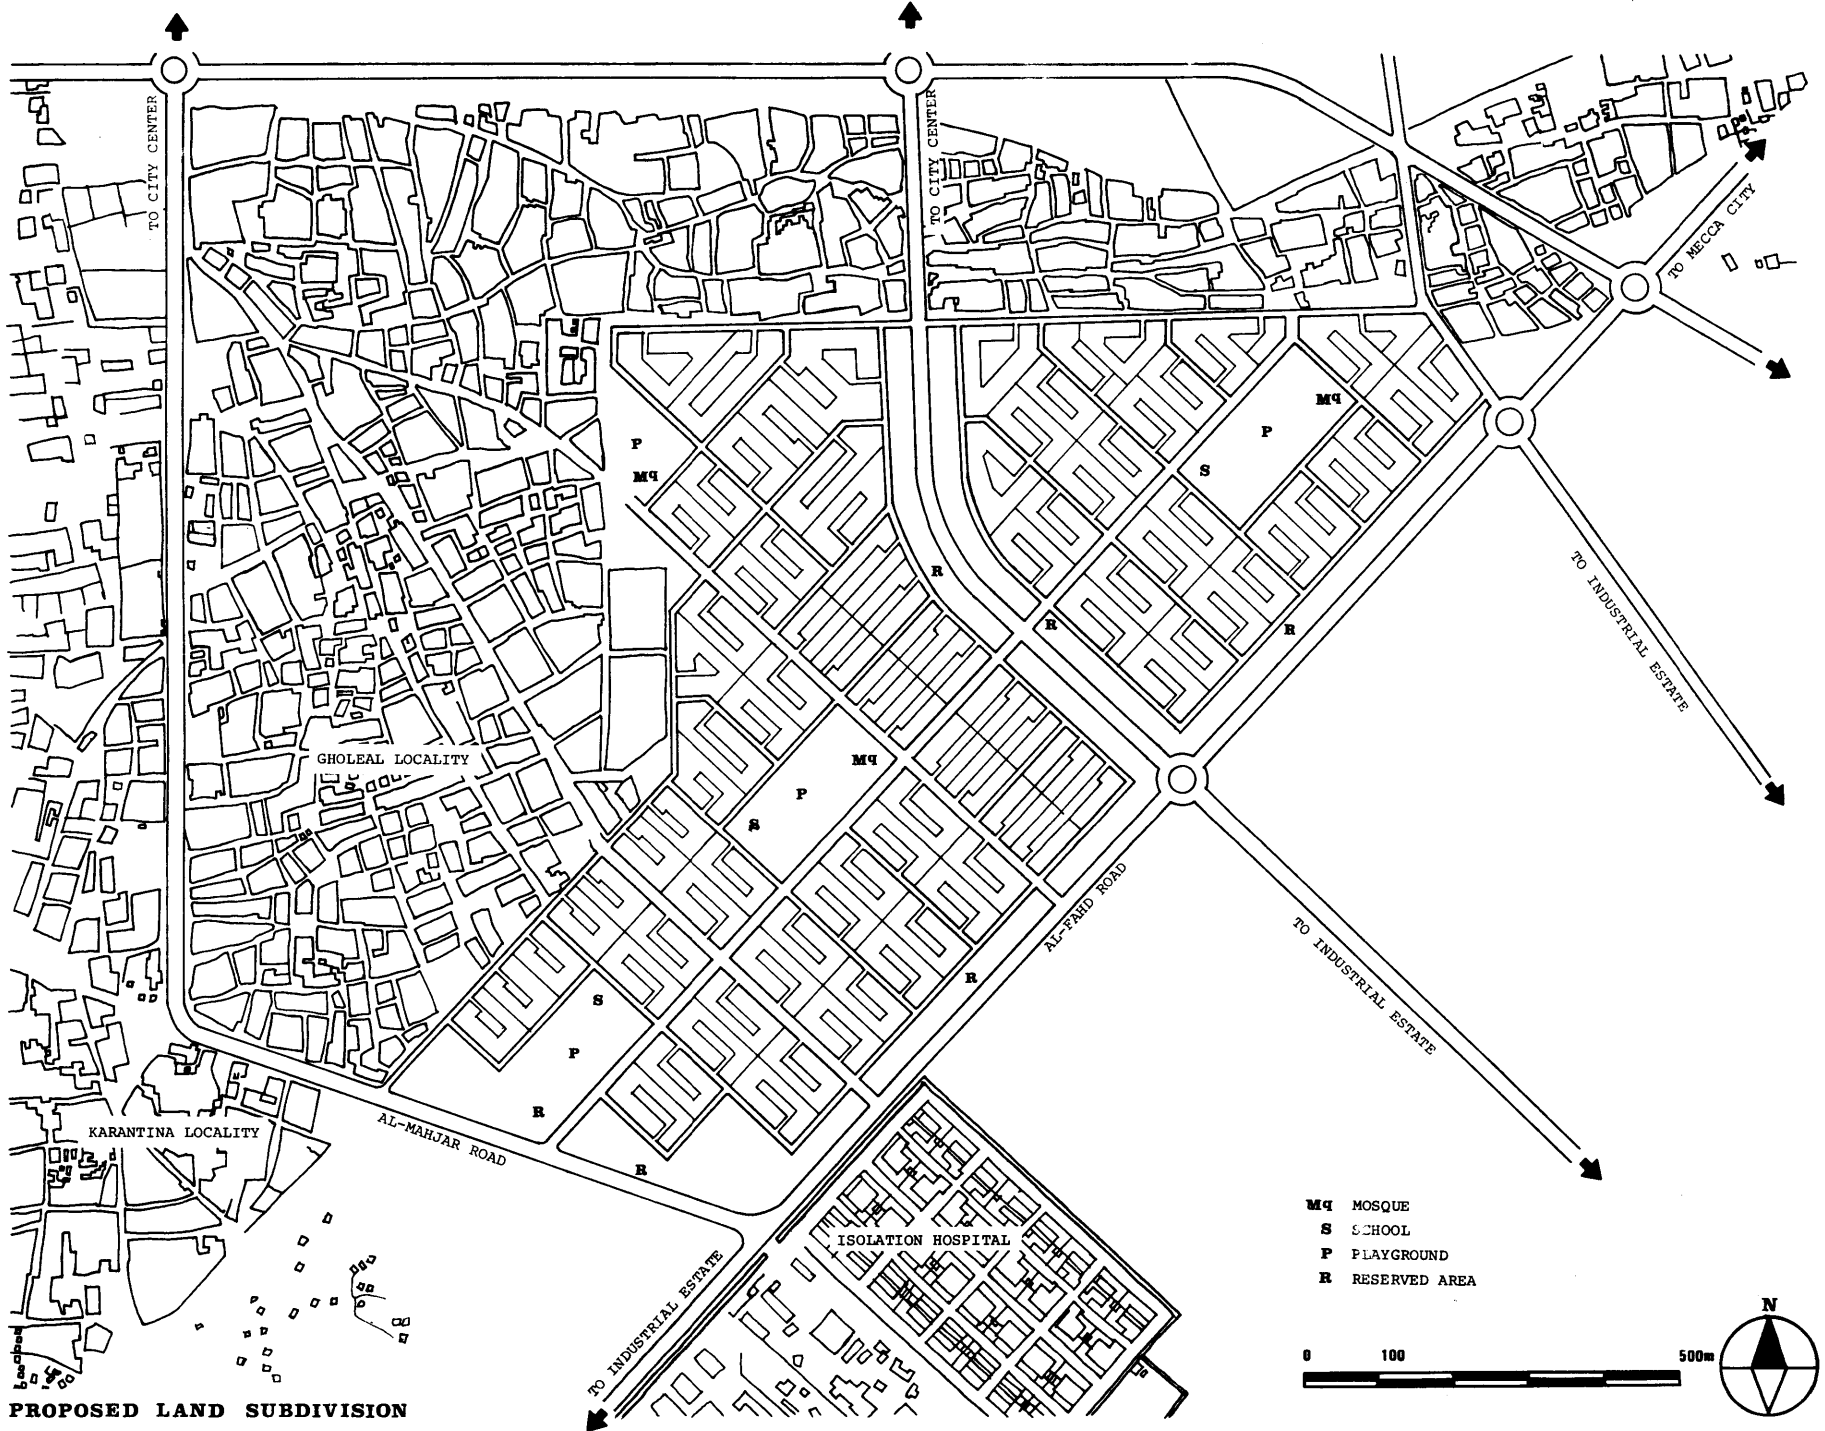 TO CITY CENTER
TO CITY CENTER
TO MECCA CITY
Mq
P
S
P
Mq
R
R
R
TO INDUSTRIAL ESTATE
GHOLEAL LOCALITY
Mq
P
S
AL-FAHD ROAD
TO INDUSTRIAL ESTATE
R
S
P
R
AL-MAHJAR ROAD
KARANTINA LOCALITY
R
ISOLATION HOSPITAL
TO INDUSTRIAL ESTATE
Mq MOSQUE
S SCHOOL
P PLAYGROUND
R RESERVED AREA
N
0 100 500m
PROPOSED LAND SUBDIVISION